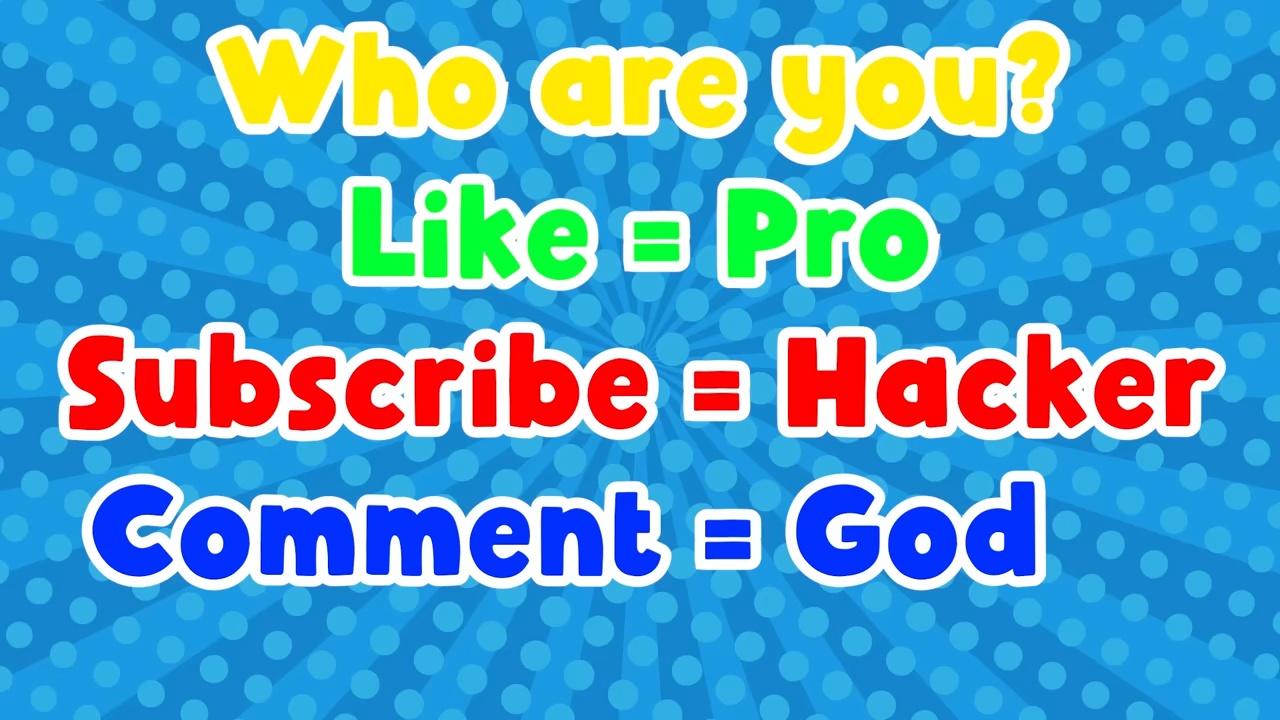 Who are you?
Like = Pro
Subscribe = Hacker
Comment = God